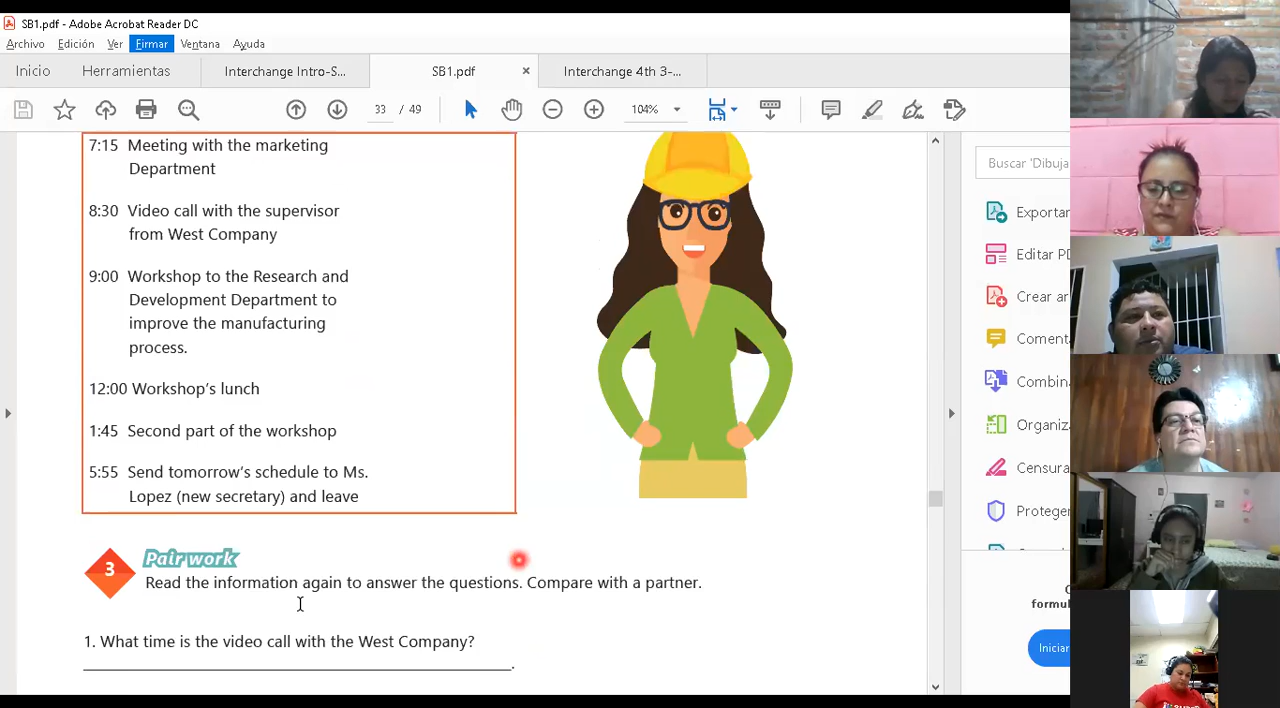 SB1.pdf - Adobe Acrobat Reader DC
Archivo Edición Ver Firmar Ventana Ayuda
Inicio Herramientas Interchange Intro-S... SB1.pdf × Interchange 4th 3-...
33 / 49 104%
7:15 Meeting with the marketing
Department
8:30 Video call with the supervisor
from West Company
9:00 Workshop to the Research and
Development Department to
improve the manufacturing
process.
12:00 Workshop's lunch
1:45 Second part of the workshop
5:55 Send tomorrow's schedule to Ms.
Lopez (new secretary) and leave
3 Pair work
Read the information again to answer the questions. Compare with a partner.
1. What time is the video call with the West Company?
_______________________________________________.
Buscar 'Dibuja
Exportar
Editar PD
Crear ar
Comenta
Combin
Organiz
Censura
Proteger
formul
Iniciar